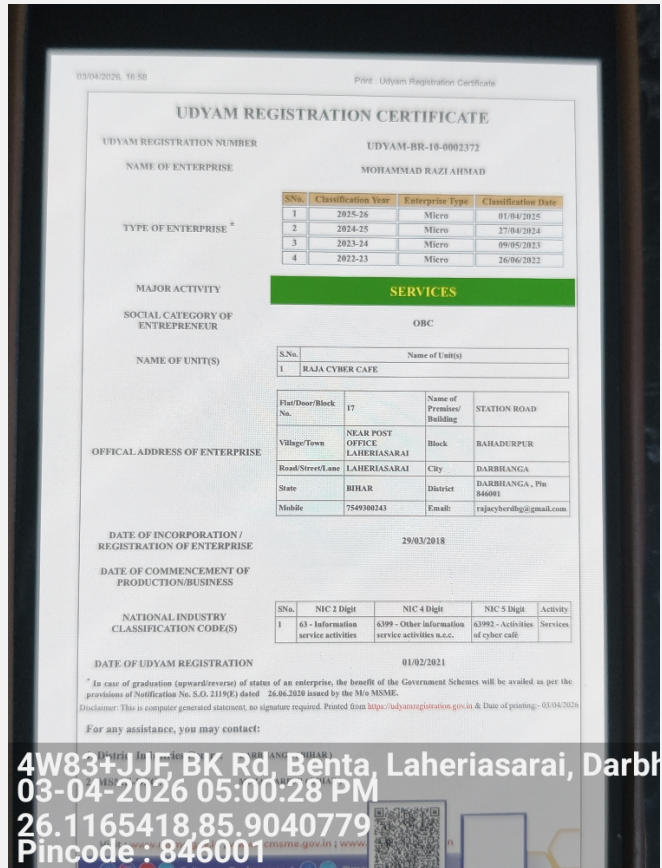 03/04/2026, 16:58 Print : Udyam Registration Certificate
UDYAM REGISTRATION CERTIFICATE
UDYAM REGISTRATION NUMBER UDYAM-BR-10-0002372
NAME OF ENTERPRISE MOHAMMAD RAZI AHMAD
TYPE OF ENTERPRISE *
SNo. Classification Year Enterprise Type Classification Date
1 2025-26 Micro 01/04/2025
2 2024-25 Micro 27/04/2024
3 2023-24 Micro 09/05/2023
4 2022-23 Micro 26/06/2022
MAJOR ACTIVITY SERVICES
SOCIAL CATEGORY OF
ENTREPRENEUR
OBC
NAME OF UNIT(S)
S.No. Name of Unit(s)
1 RAJA CYBER CAFE
OFFICAL ADDRESS OF ENTERPRISE
Flat/Door/Block No. 17 Name of Premises/ Building STATION ROAD
Village/Town NEAR POST OFFICE LAHERIASARAI Block BAHADURPUR
Road/Street/Lane LAHERIASARAI City DARBHANGA
State BIHAR District DARBHANGA , Pin 846001
Mobile 7549300243 Email: rajacyberdbg@gmail.com
DATE OF INCORPORATION /
REGISTRATION OF ENTERPRISE
29/03/2018
DATE OF COMMENCEMENT OF
PRODUCTION/BUSINESS
NATIONAL INDUSTRY
CLASSIFICATION CODE(S)
SNo. NIC 2 Digit NIC 4 Digit NIC 5 Digit Activity
1 63 - Information service activities 6399 - Other information service activities n.e.c. 63992 - Activities of cyber café Services
DATE OF UDYAM REGISTRATION 01/02/2021
* In case of graduation (upward/reverse) of status of an enterprise, the benefit of the Government Schemes will be availed as per the
provisions of Notification No. S.O. 2119(E) dated 26.06.2020 issued by the M/o MSME.
Disclaimer: This is computer generated statement, no signature required. Printed from https://udyamregistration.gov.in & Date of printing:- 03/04/2026
For any assistance, you may contact:
4W83+JJF, BK Rd, Benta, Laheriasarai, Darbh
03-04-2026 05:00:28 PM
26.1165418,85.9040779
Pincode : 846001